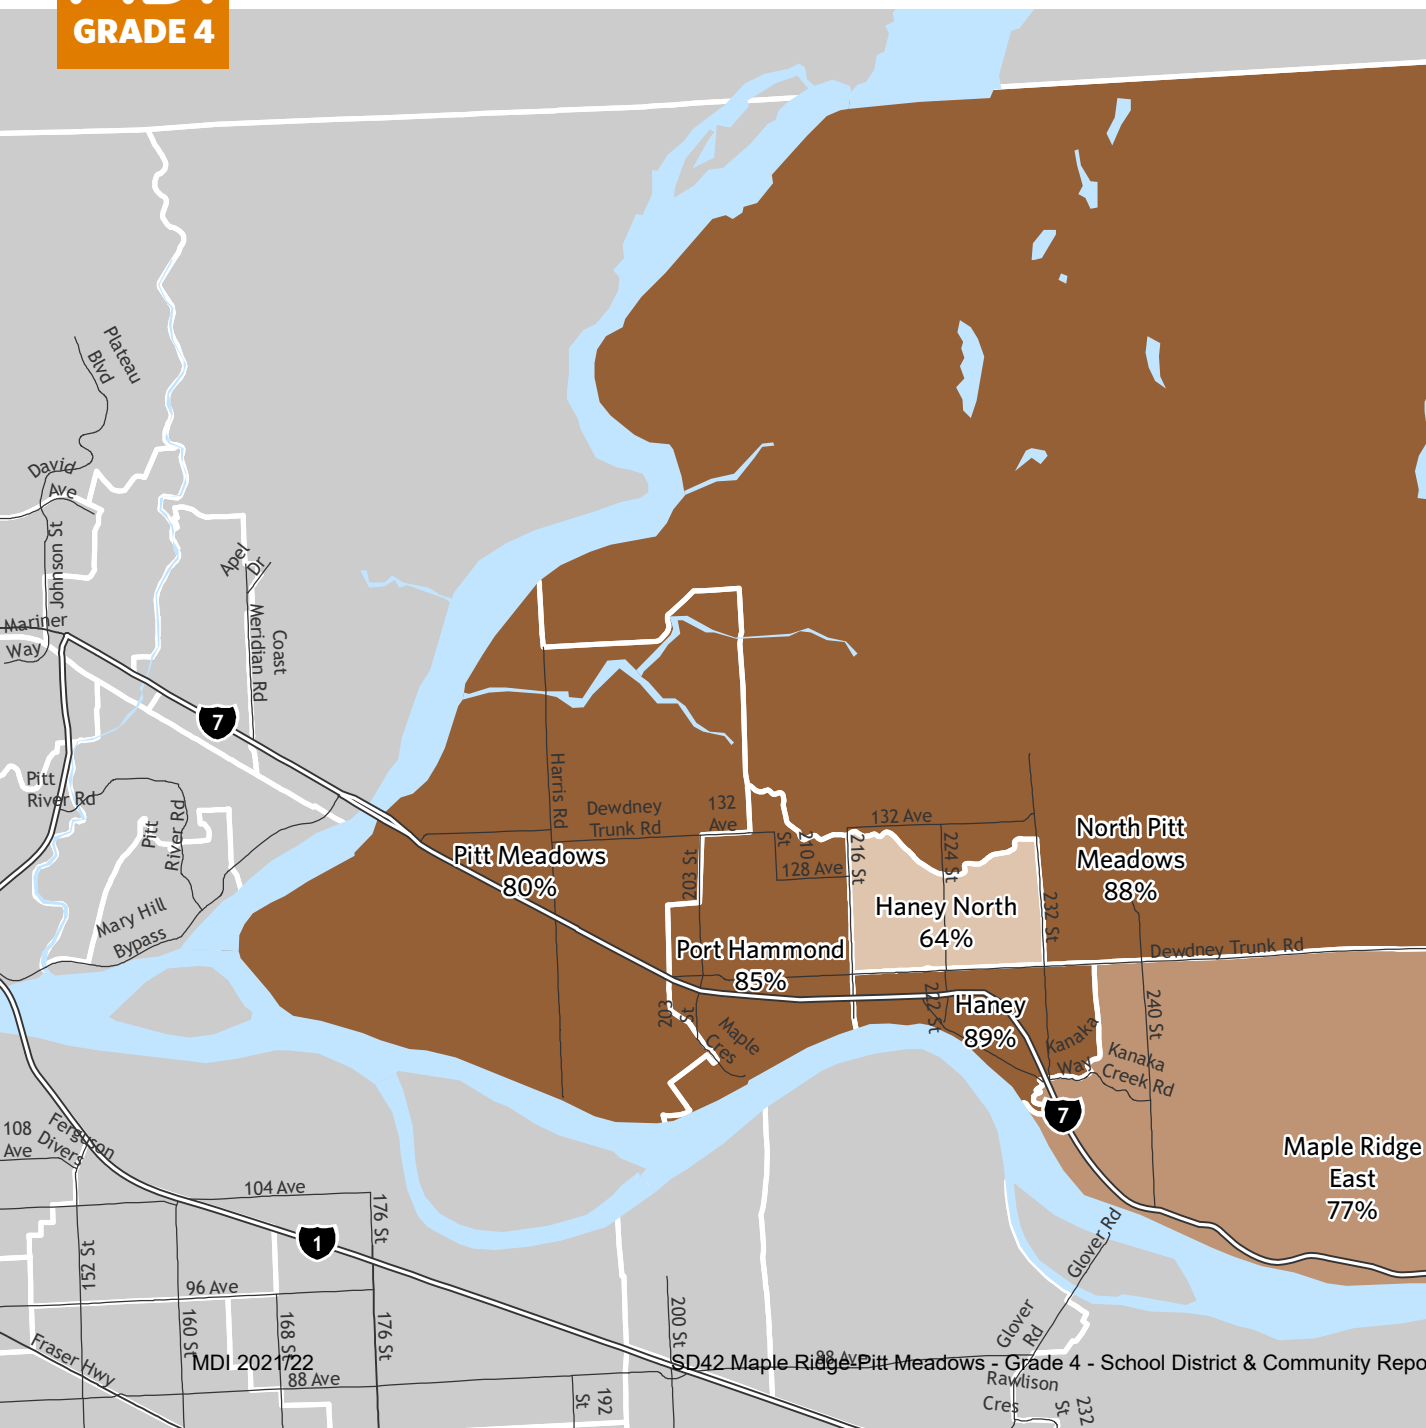 GRADE 4
Plateau
Blvd
David
Ave
Johnson St
Apel
Dr
Mariner
Way
Coast
Meridian Rd
7
Pitt
River Rd
Pitt
River Rd
Mary Hill
Bypass
Harris Rd
Dewdney
Trunk Rd
132
Ave
132 Ave
210
St
128 Ave
216 St
224 St
203 St
232 St
Pitt Meadows
80%
North Pitt
Meadows
88%
Haney North
64%
Port Hammond
85%
Dewdney Trunk Rd
Haney
89%
222 St
203
St
Maple
Cres
Kanaka
Way
Kanaka
Creek Rd
240 St
7
Maple Ridge
East
77%
108
Ave
Ferguson
Divers
104 Ave
176 St
1
152 St
96 Ave
160 St
168 St
176 St
Fraser Hwy
88 Ave
192
St
200 St
88 Ave
Glover Rd
Glover
Rd
Rawlison
Cres
232
St
MDI 2021/22
SD42 Maple Ridge-Pitt Meadows - Grade 4 - School District & Community Repo